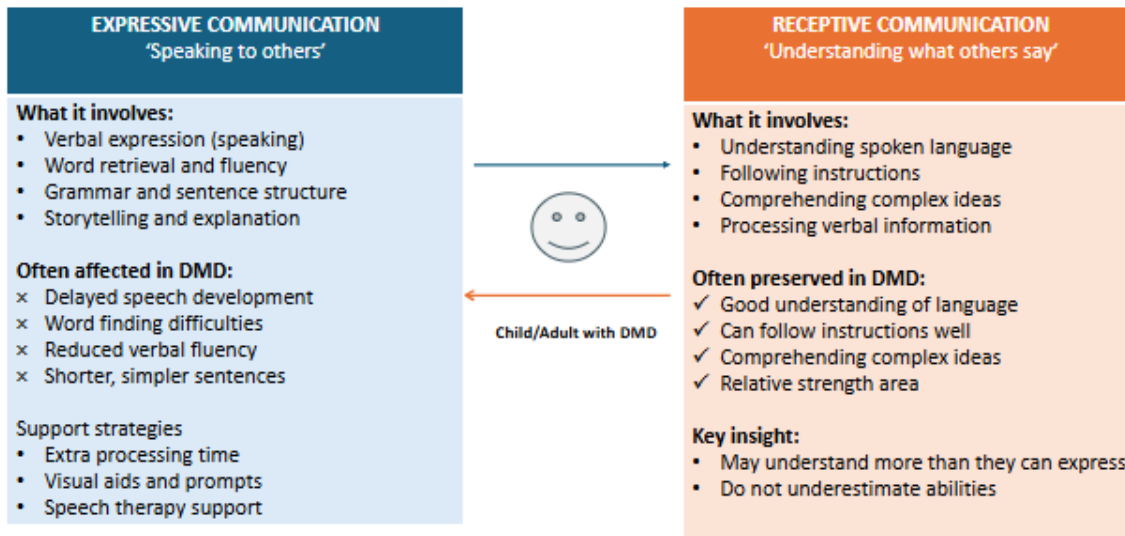 EXPRESSIVE COMMUNICATION
'Speaking to others'
What it involves:
• Verbal expression (speaking)
• Word retrieval and fluency
• Grammar and sentence structure
• Storytelling and explanation
Often affected in DMD:
× Delayed speech development
× Word finding difficulties
× Reduced verbal fluency
× Shorter, simpler sentences
Support strategies
• Extra processing time
• Visual aids and prompts
• Speech therapy support
Child/Adult with DMD
RECEPTIVE COMMUNICATION
'Understanding what others say'
What it involves:
• Understanding spoken language
• Following instructions
• Comprehending complex ideas
• Processing verbal information
Often preserved in DMD:
✓ Good understanding of language
✓ Can follow instructions well
✓ Comprehending complex ideas
✓ Relative strength area
Key insight:
• May understand more than they can express
• Do not underestimate abilities